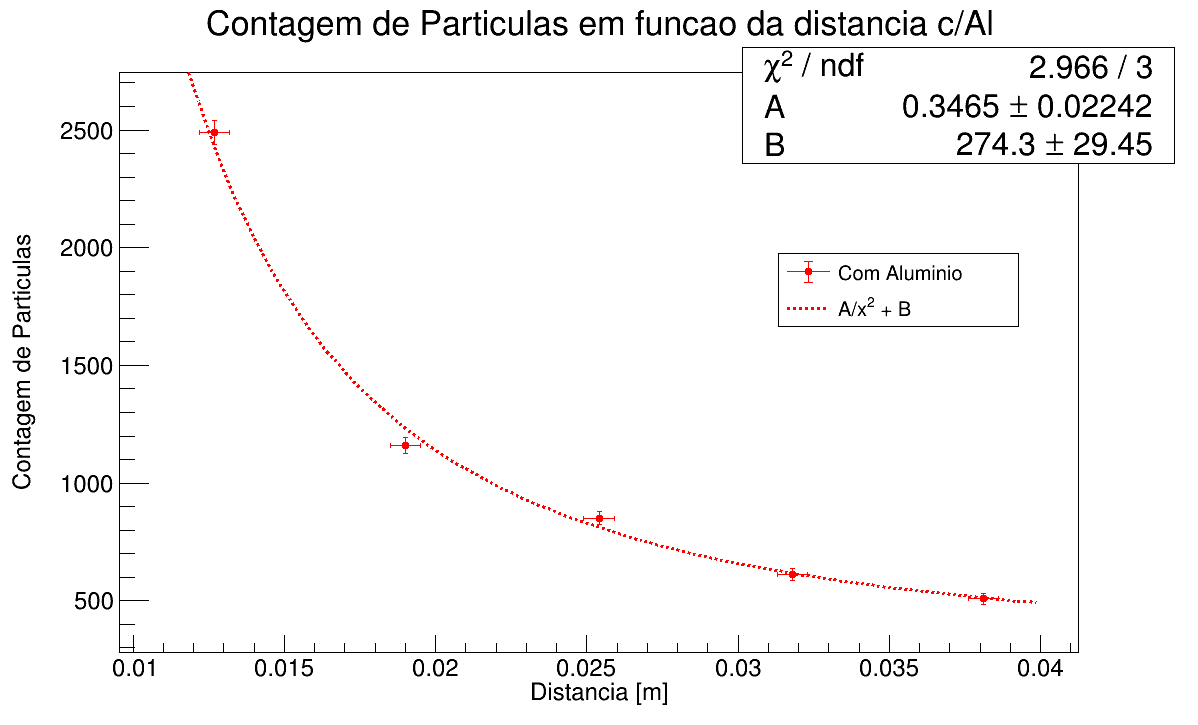 Contagem de Particulas em funcao da distancia c/Al
χ² / ndf 2.966 / 3
A 0.3465 ± 0.02242
B 274.3 ± 29.45
Com Aluminio
A/x² + B
Contagem de Particulas
2500
2000
1500
1000
500
0.01 0.015 0.02 0.025 0.03 0.035 0.04
Distancia [m]